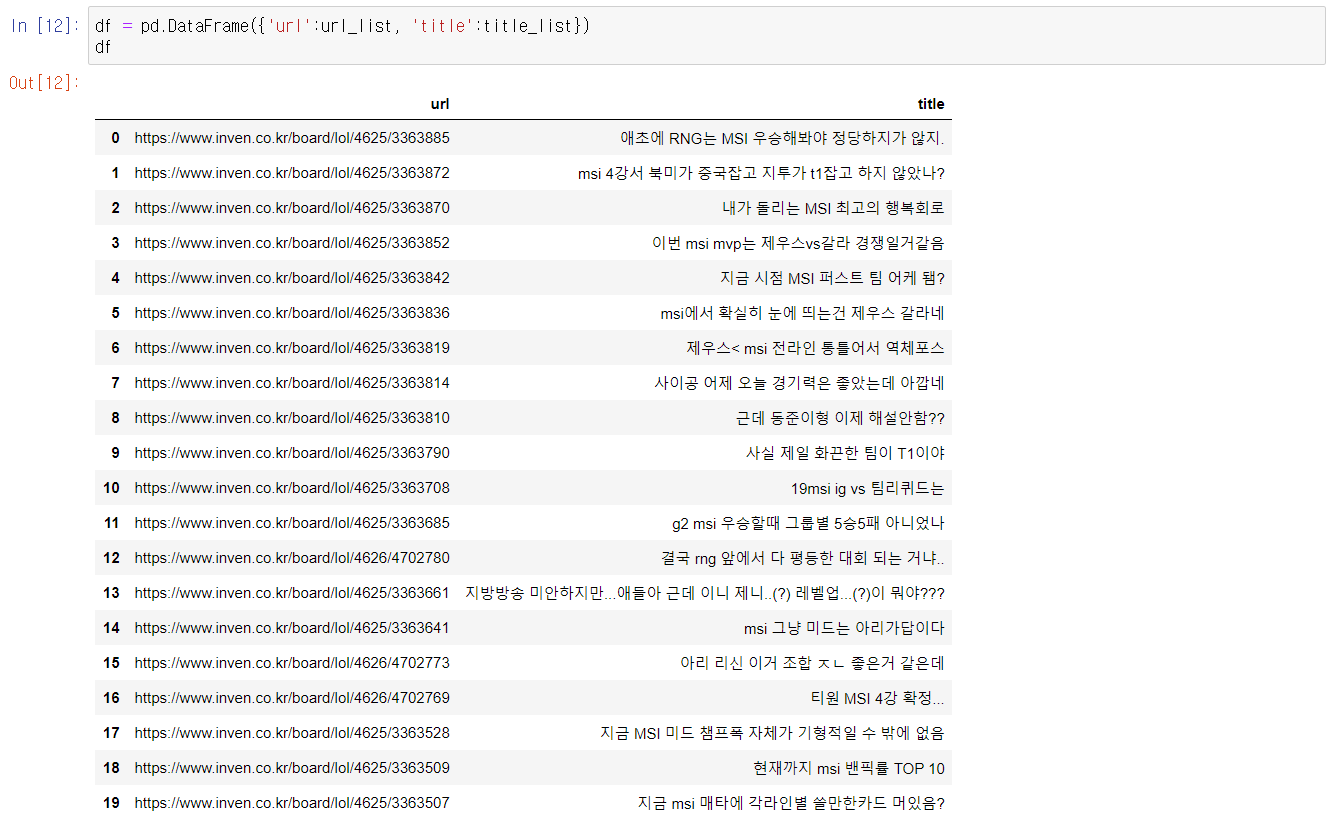 In [12]: df = pd.DataFrame({'url':url_list, 'title':title_list})
df
Out[12]:
url title
0 https://www.inven.co.kr/board/lol/4625/3363885 애초에 RNG는 MSI 우승해봐야 정당하지가 않지.
1 https://www.inven.co.kr/board/lol/4625/3363872 msi 4강서 북미가 중국잡고 지투가 t1잡고 하지 않았나?
2 https://www.inven.co.kr/board/lol/4625/3363870 내가 돌리는 MSI 최고의 행복회로
3 https://www.inven.co.kr/board/lol/4625/3363852 이번 msi mvp는 제우스vs갈라 경쟁일거같음
4 https://www.inven.co.kr/board/lol/4625/3363842 지금 시점 MSI 퍼스트 팀 어케 됌?
5 https://www.inven.co.kr/board/lol/4625/3363836 msi에서 확실히 눈에 띄는건 제우스 갈라네
6 https://www.inven.co.kr/board/lol/4625/3363819 제우스< msi 전라인 통틀어서 역체포스
7 https://www.inven.co.kr/board/lol/4625/3363814 사이공 어제 오늘 경기력은 좋았는데 아깝네
8 https://www.inven.co.kr/board/lol/4625/3363810 근데 동준이형 이제 해설안함??
9 https://www.inven.co.kr/board/lol/4625/3363790 사실 제일 화끈한 팀이 T1이야
10 https://www.inven.co.kr/board/lol/4625/3363708 19msi ig vs 팀리퀴드는
11 https://www.inven.co.kr/board/lol/4625/3363685 g2 msi 우승할때 그룹별 5승5패 아니었나
12 https://www.inven.co.kr/board/lol/4626/4702780 결국 rng 앞에서 다 평등한 대회 되는 거냐..
13 https://www.inven.co.kr/board/lol/4625/3363661 지방방송 미안하지만...애들아 근데 이니 제니..(?) 레벨업...(?)이 뭐야???
14 https://www.inven.co.kr/board/lol/4625/3363641 msi 그냥 미드는 아리가답이다
15 https://www.inven.co.kr/board/lol/4626/4702773 아리 리신 이거 조합 ㅈㄴ 좋은거 같은데
16 https://www.inven.co.kr/board/lol/4626/4702769 티원 MSI 4강 확정...
17 https://www.inven.co.kr/board/lol/4625/3363528 지금 MSI 미드 챔프폭 자체가 기형적일 수 밖에 없음
18 https://www.inven.co.kr/board/lol/4625/3363509 현재까지 msi 밴픽률 TOP 10
19 https://www.inven.co.kr/board/lol/4625/3363507 지금 msi 매타에 각라인별 쓸만한카드 머있음?